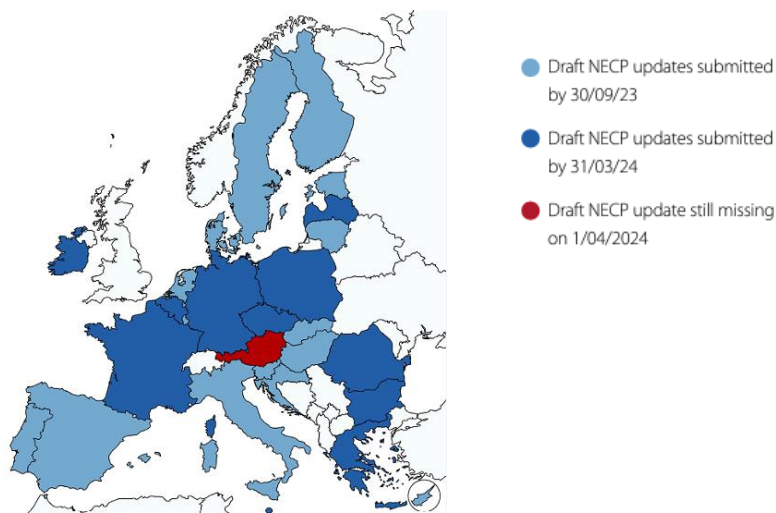 Draft NECP updates submitted
by 30/09/23
Draft NECP updates submitted
by 31/03/24
Draft NECP update still missing
on 1/04/2024